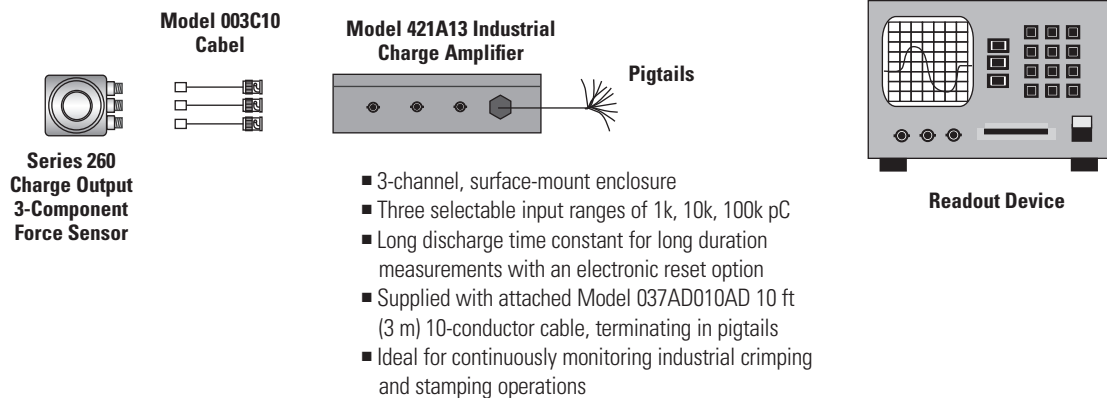 Model 003C10
Cabel
Model 421A13 Industrial
Charge Amplifier
Pigtails
Series 260
Charge Output
3-Component
Force Sensor
■ 3-channel, surface-mount enclosure
■ Three selectable input ranges of 1k, 10k, 100k pC
■ Long discharge time constant for long duration
measurements with an electronic reset option
■ Supplied with attached Model 037AD010AD 10 ft
(3 m) 10-conductor cable, terminating in pigtails
■ Ideal for continuously monitoring industrial crimping
and stamping operations
Readout Device